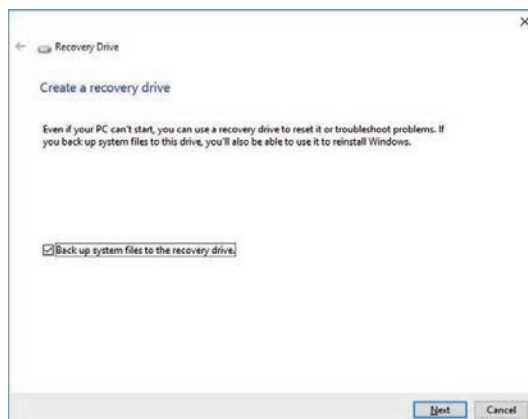 Recovery Drive
Create a recovery drive
Even if your PC can't start, you can use a recovery drive to reset it or troubleshoot problems. If
you back up system files to this drive, you'll also be able to use it to reinstall Windows.
Back up system files to the recovery drive.
Next Cancel